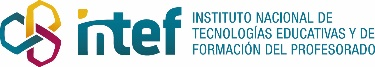 intef
INSTITUTO NACIONAL DE
TECNOLOGÍAS EDUCATIVAS Y DE
FORMACIÓN DEL PROFESORADO